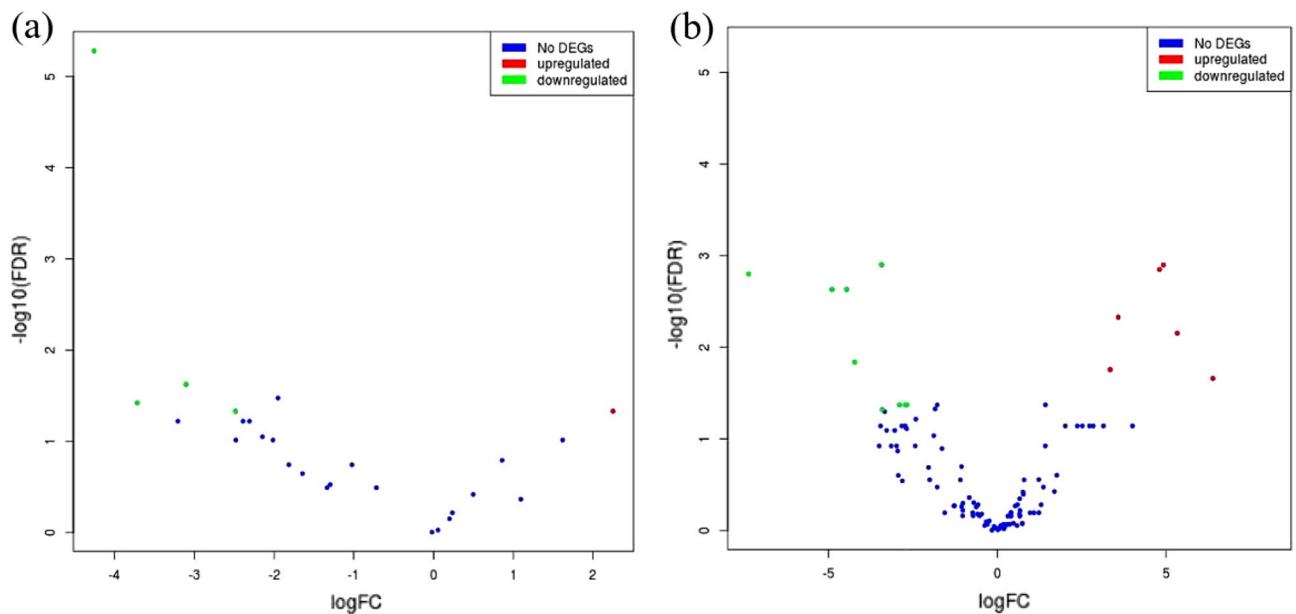 (a)
No DEGs
upregulated
downregulated
-log10(FDR)
5
4
3
2
1
0
-4
-3
-2
-1
0
1
2
logFC
(b)
No DEGs
upregulated
downregulated
-log10(FDR)
5
4
3
2
1
0
-5
0
5
logFC